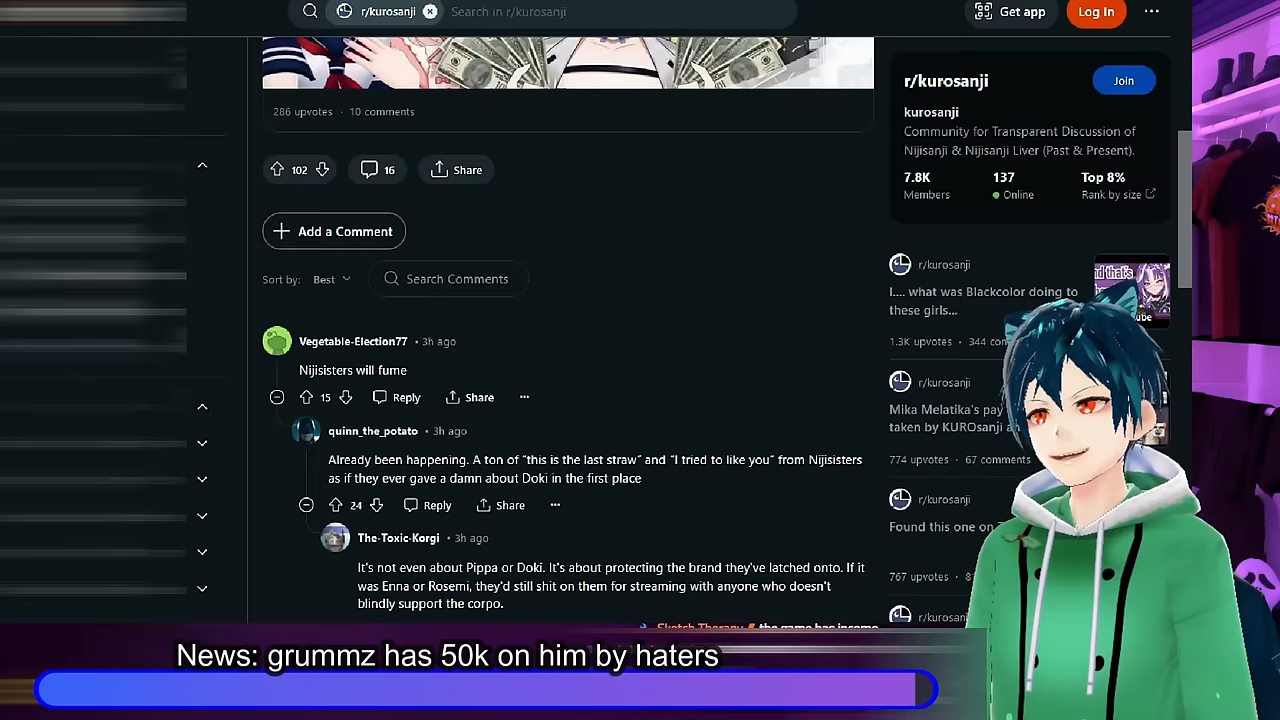 r/kurosanji
Search in r/kurosanji
Get app
Log In
286 upvotes · 10 comments
102
16
Share
Add a Comment
Sort by:
Best
Search Comments
Vegetable-Election77 • 3h ago
Nijisisters will fume
15
Reply
Share
quinn_the_potato • 3h ago
Already been happening. A ton of "this is the last straw" and "I tried to like you" from Nijisisters
as if they ever gave a damn about Doki in the first place
24
Reply
Share
The-Toxic-Korgi • 3h ago
It's not even about Pippa or Doki. It's about protecting the brand they've latched onto. If it
was Enna or Rosemi, they'd still shit on them for streaming with anyone who doesn't
blindly support the corpo.
r/kurosanji
Join
kurosanji
Community for Transparent Discussion of
Nijisanji & Nijisanji Liver (Past & Present).
7.8K
137
Top 8%
Members
Online
Rank by size
r/kurosanji
I.... what was Blackcolor doing to
these girls...
1.3K upvotes · 344
r/kurosanji
Mika Melatika's pay
taken by KUROsanji
774 upvotes · 67 comments
r/kurosanji
Found this one on
767 upvotes
r/kurosanji
Sketch Therapy the game has income
News: grummz has 50k on him by haters